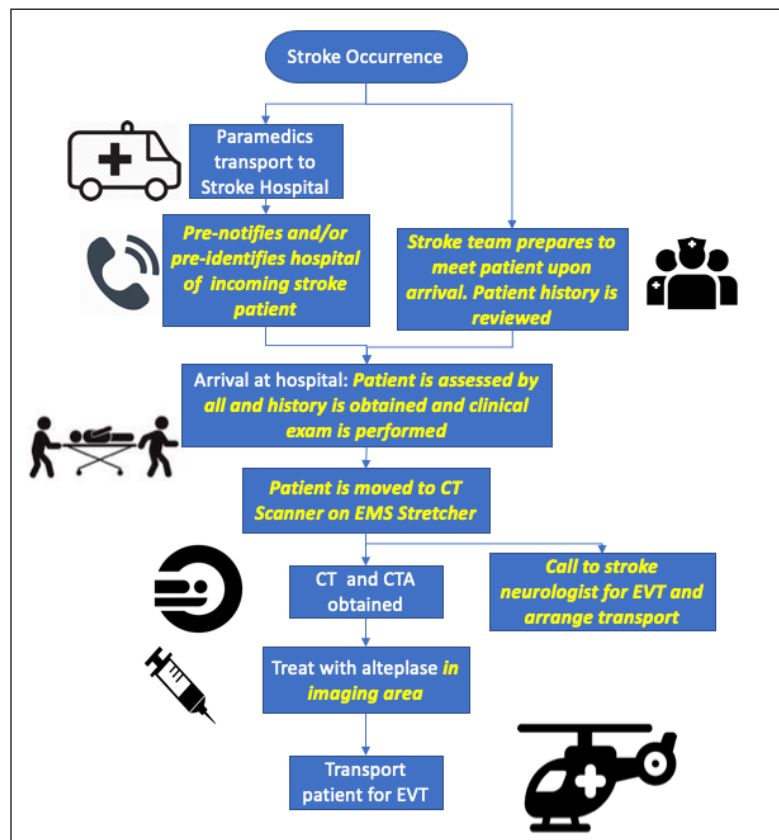 Stroke Occurrence
Paramedics
transport to
Stroke Hospital
Pre-notifies and/or
pre-identifies hospital
of incoming stroke
patient
Stroke team prepares to
meet patient upon
arrival. Patient history is
reviewed
Arrival at hospital: Patient is assessed by
all and history is obtained and clinical
exam is performed
Patient is moved to CT
Scanner on EMS Stretcher
CT and CTA
obtained
Call to stroke
neurologist for EVT and
arrange transport
Treat with alteplase in
imaging area
Transport
patient for EVT